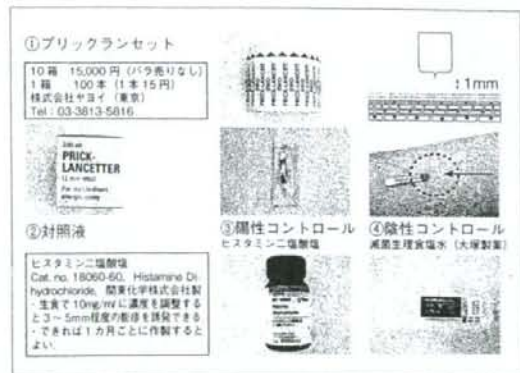 ①プリックランセット
10箱 15,000円(バラ売りなし)
1箱 100本(1本15円)
株式会社ヤヨイ(東京)
Tel:03-3813-5816
1mm
PRICK-
LANCETTER
②対照液
ヒスタミン二塩酸塩
Cat. no. 18060-60, Histamine Di-
hydrochloride, 関東化学株式会社製
・生食で10mg/mlに濃度を調整する
と3〜5mm程度の膨疹を誘発できる
・できれば1カ月ごとに作製すると
よい.
③陽性コントロール
ヒスタミン二塩酸塩
④陰性コントロール
滅菌生理食塩水(大塚製薬)